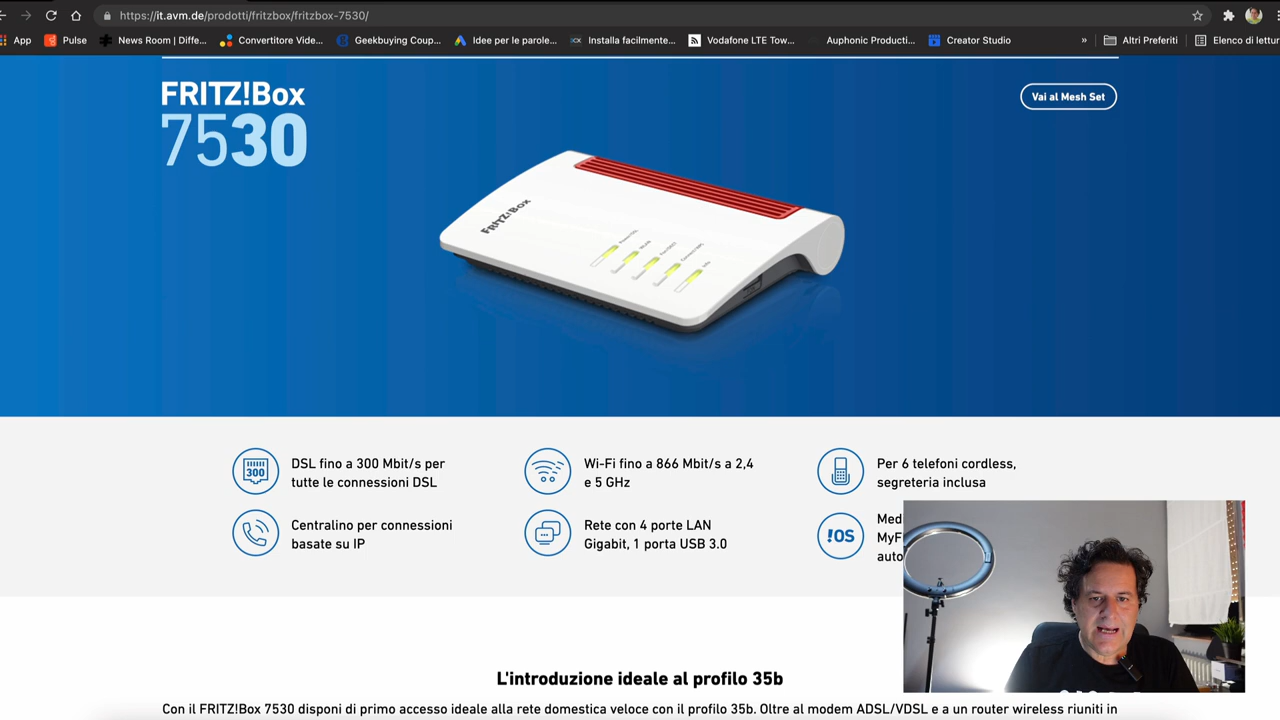 https://it.avm.de/prodotti/fritzbox/fritzbox-7530/
App
Pulse
News Room | Diffe...
Convertitore Vide...
Geekbuying Coup...
Idee per le parole...
Installa facilmente...
Vodafone LTE Tow...
Auphonic Producti...
Creator Studio
»
Altri Preferiti
Elenco di lettur
FRITZ!Box
7530
Vai al Mesh Set
FRITZ!Box
300
DSL fino a 300 Mbit/s per
tutte le connessioni DSL
Wi-Fi fino a 866 Mbit/s a 2,4
e 5 GHz
Per 6 telefoni cordless,
segreteria inclusa
Centralino per connessioni
basate su IP
Rete con 4 porte LAN
Gigabit, 1 porta USB 3.0
!OS
Med
MyF
auto
L'introduzione ideale al profilo 35b
Con il FRITZ!Box 7530 disponi di primo accesso ideale alla rete domestica veloce con il profilo 35b. Oltre al modem ADSL/VDSL e a un router wireless riuniti in